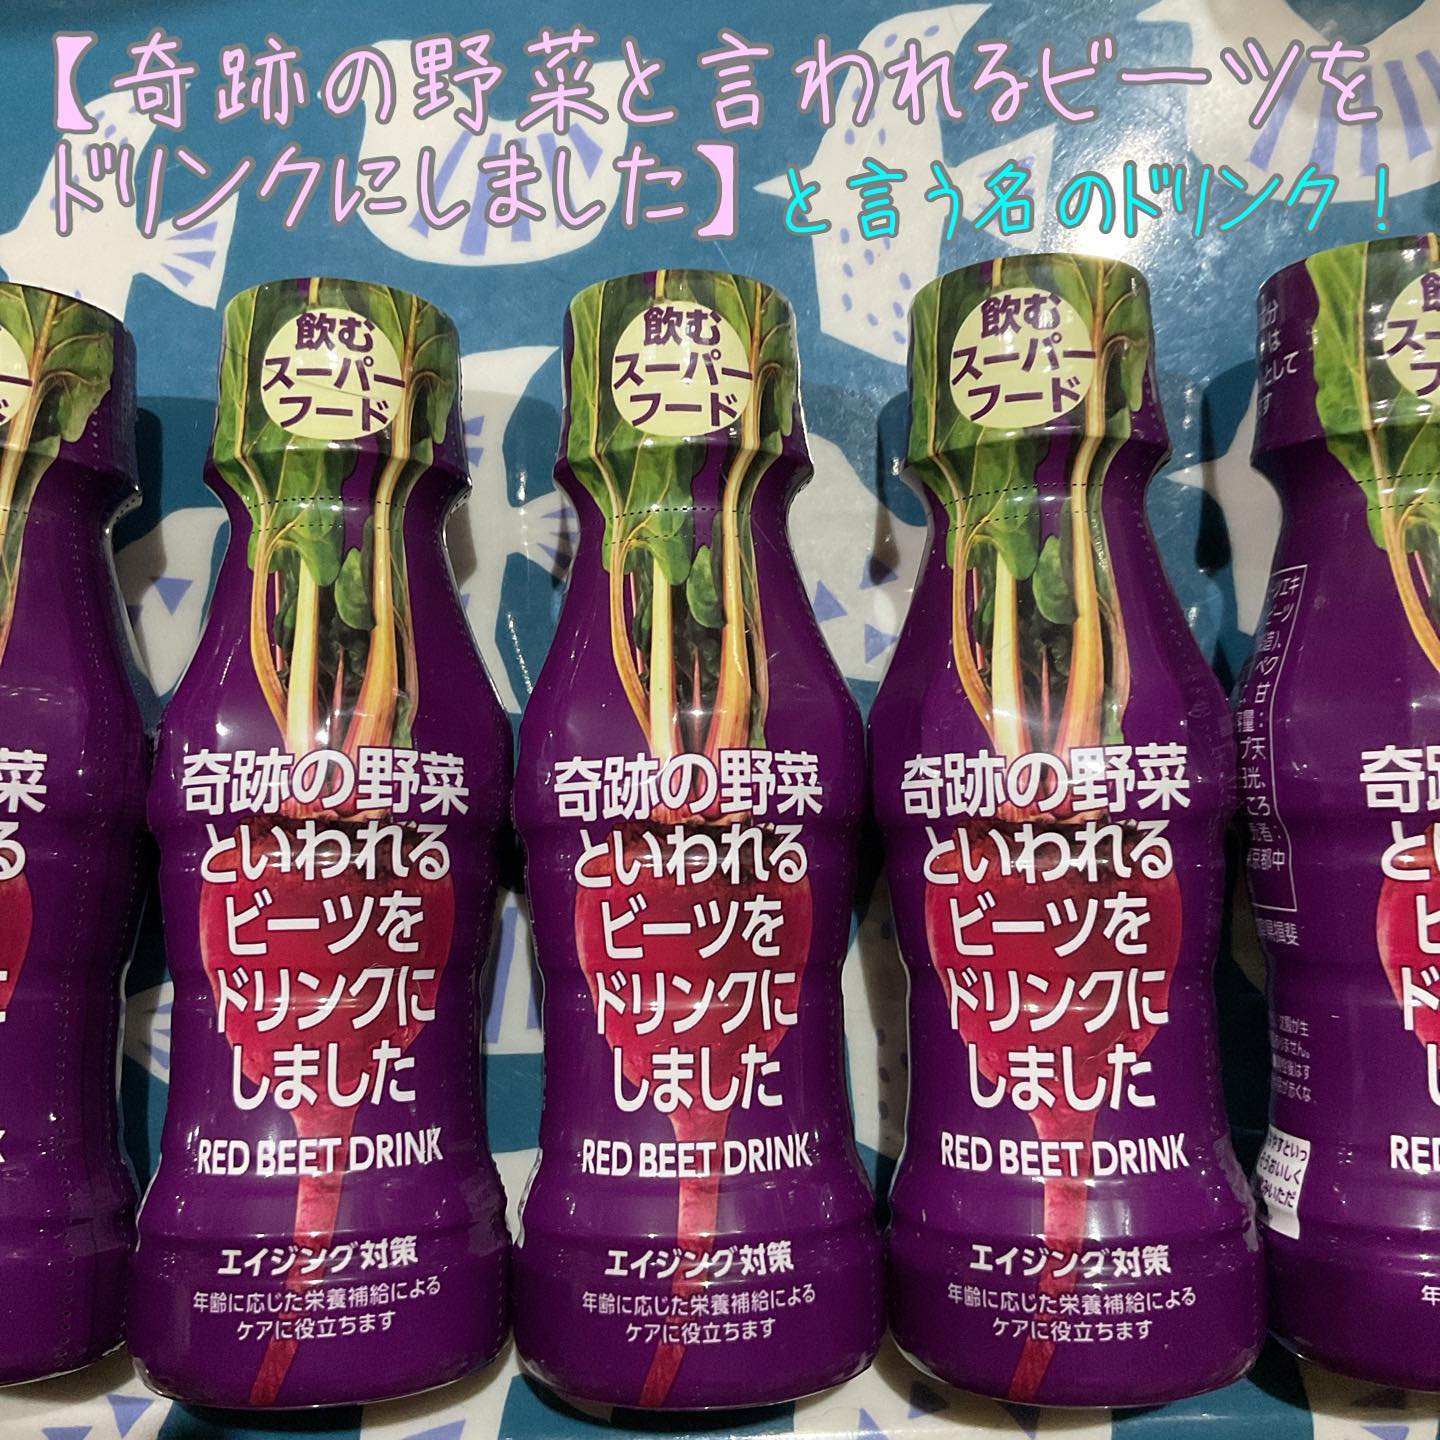 【奇跡の野菜と言われるビーツを
ドリンクにしました】と言う名のドリンク！
飲む
スーパー
フード
奇跡の野菜
といわれる
ビーツを
ドリンクに
しました
RED BEET DRINK
エイジング対策
年齢に応じた栄養補給による
ケアに役立ちます
飲む
スーパー
フード
奇跡の野菜
といわれる
ビーツを
ドリンクに
しました
RED BEET DRINK
エイジング対策
年齢に応じた栄養補給による
ケアに役立ちます
飲む
スーパー
フード
奇跡の野菜
といわれる
ビーツを
ドリンクに
しました
RED BEET DRINK
エイジング対策
年齢に応じた栄養補給による
ケアに役立ちます